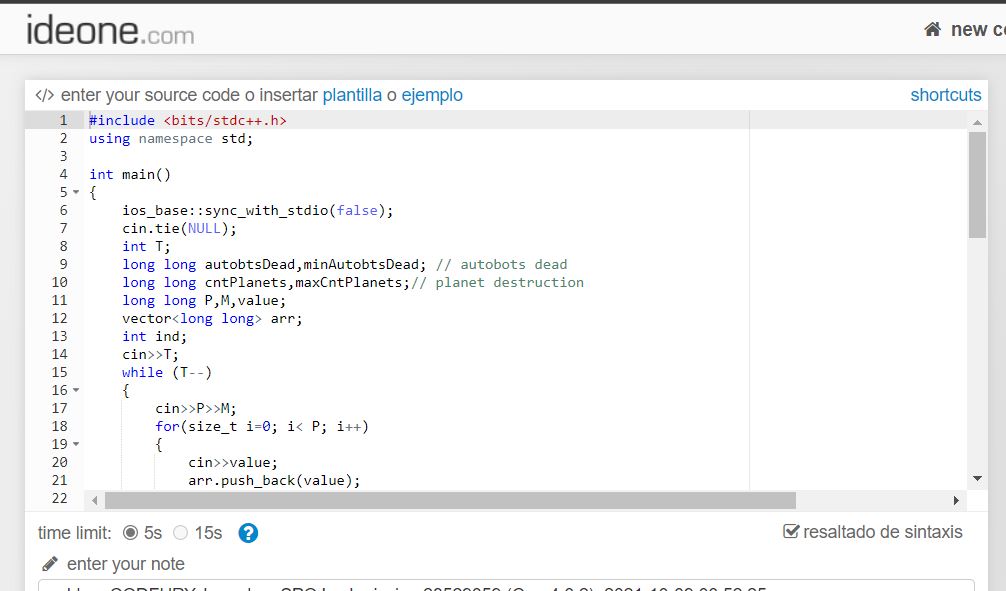 ideone.com
new c
</> enter your source code o insertar plantilla o ejemplo
shortcuts
1 #include <bits/stdc++.h>
2 using namespace std;
3
4 int main()
5 {
6 ios_base::sync_with_stdio(false);
7 cin.tie(NULL);
8 int T;
9 long long autobtsDead,minAutobtsDead; // autobots dead
10 long long cntPlanets,maxCntPlanets;// planet destruction
11 long long P,M,value;
12 vector<long long> arr;
13 int ind;
14 cin>>T;
15 while (T--)
16 {
17 cin>>P>>M;
18 for(size_t i=0; i< P; i++)
19 {
20 cin>>value;
21 arr.push_back(value);
22
time limit: 5s 15s ?
resaltado de sintaxis
enter your note